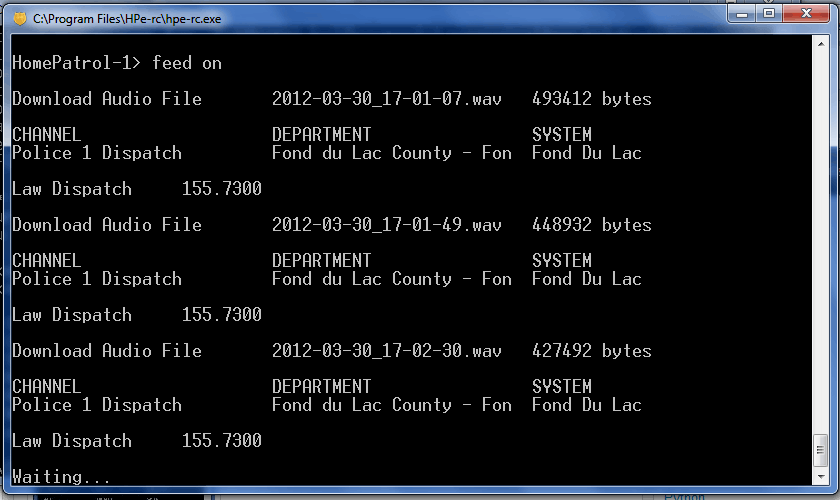 C:\Program Files\HPe-rc\hpe-rc.exe
HomePatrol-1> feed on
Download Audio File 2012-03-30_17-01-07.wav 493412 bytes
CHANNEL DEPARTMENT SYSTEM
Police 1 Dispatch Fond du Lac County - Fon Fond Du Lac
Law Dispatch 155.7300
Download Audio File 2012-03-30_17-01-49.wav 448932 bytes
CHANNEL DEPARTMENT SYSTEM
Police 1 Dispatch Fond du Lac County - Fon Fond Du Lac
Law Dispatch 155.7300
Download Audio File 2012-03-30_17-02-30.wav 427492 bytes
CHANNEL DEPARTMENT SYSTEM
Police 1 Dispatch Fond du Lac County - Fon Fond Du Lac
Law Dispatch 155.7300
Waiting...
Python